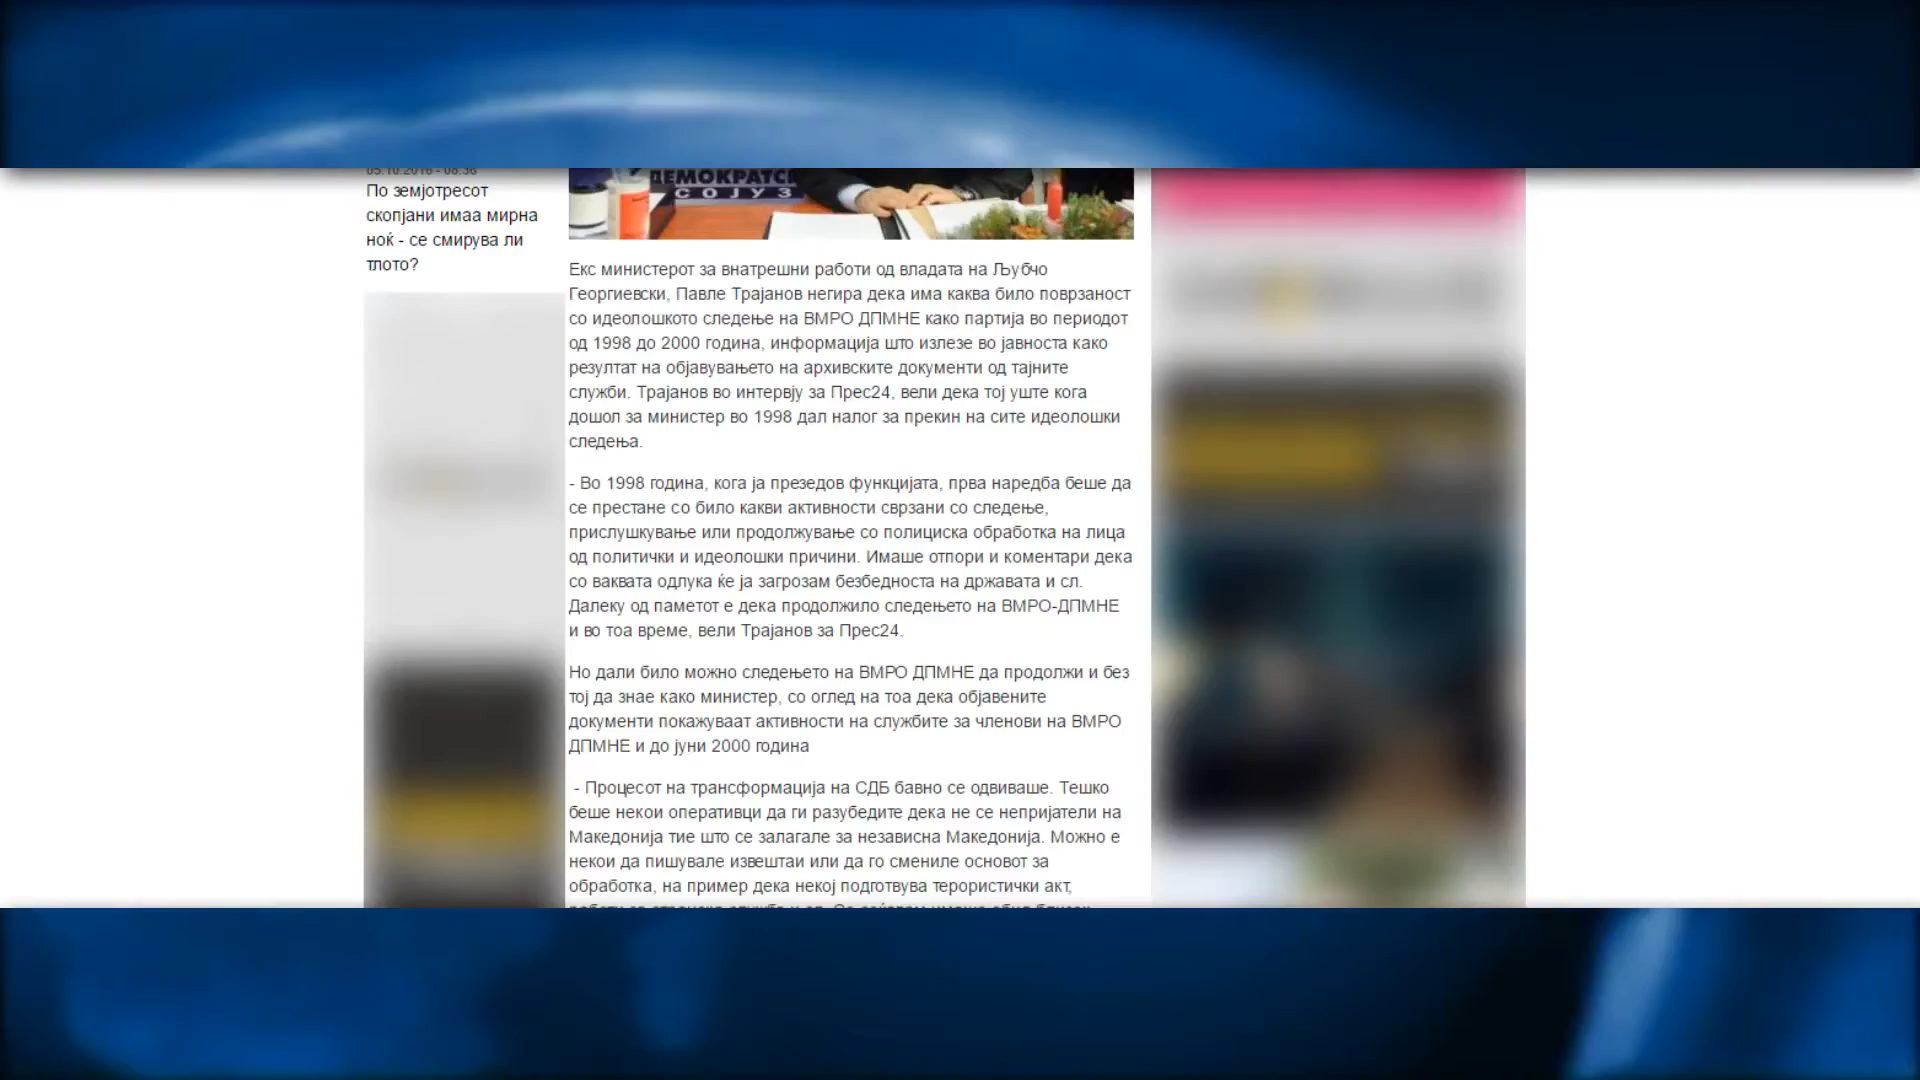 05.10.2016 - 08:36
По земјотресот
скопјани имаа мирна
ноќ - се смирува ли
тлото?
ДЕМОКРАТСК
СОЈУЗ
Екс министерот за внатрешни работи од владата на Љубчо
Георгиевски, Павле Трајанов негира дека има каква било поврзаност
со идеолошкото следење на ВМРО ДПМНЕ како партија во периодот
од 1998 до 2000 година, информација што излезе во јавноста како
резултат на објавувањето на архивските документи од тајните
служби. Трајанов во интервју за Прес24, вели дека тој уште кога
дошол за министер во 1998 дал налог за прекин на сите идеолошки
следења.
- Во 1998 година, кога ја презедов функцијата, прва наредба беше да
се престане со било какви активности сврзани со следење,
прислушкување или продолжување со полициска обработка на лица
од политички и идеолошки причини. Имаше отпори и коментари дека
со ваквата одлука ќе ја загрозам безбедноста на државата и сл.
Далеку од паметот е дека продолжило следењето на ВМРО-ДПМНЕ
и во тоа време, вели Трајанов за Прес24.
Но дали било можно следењето на ВМРО ДПМНЕ да продолжи и без
тој да знае како министер, со оглед на тоа дека објавените
документи покажуваат активности на службите за членови на ВМРО
ДПМНЕ и до јуни 2000 година
- Процесот на трансформација на СДБ бавно се одвиваше. Тешко
беше некои оперативци да ги разубедите дека не се непријатели на
Македонија тие што се залагале за независна Македонија. Можно е
некои да пишувале извештаи или да го смениле основот за
обработка, на пример дека некој подготвува терористички акт,